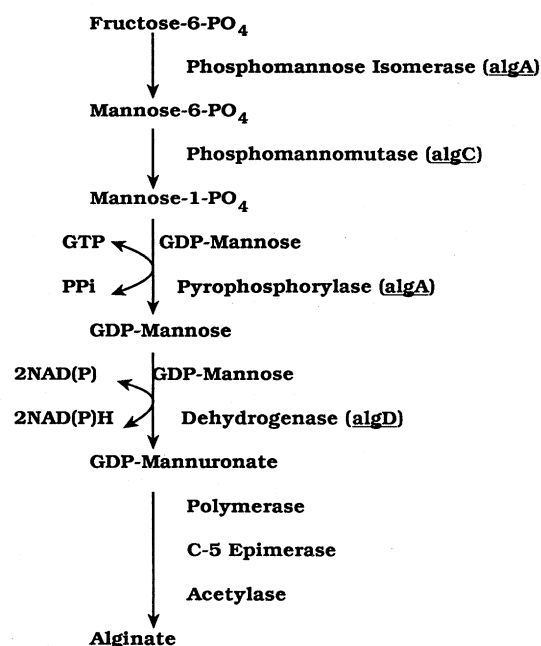 Fructose-6-PO4
Phosphomannose Isomerase (algA)
Mannose-6-PO4
Phosphomannomutase (algC)
Mannose-1-PO4
GTP GDP-Mannose
PPi Pyrophosphorylase (algA)
GDP-Mannose
2NAD(P) GDP-Mannose
2NAD(P)H Dehydrogenase (algD)
GDP-Mannuronate
Polymerase
C-5 Epimerase
Acetylase
Alginate